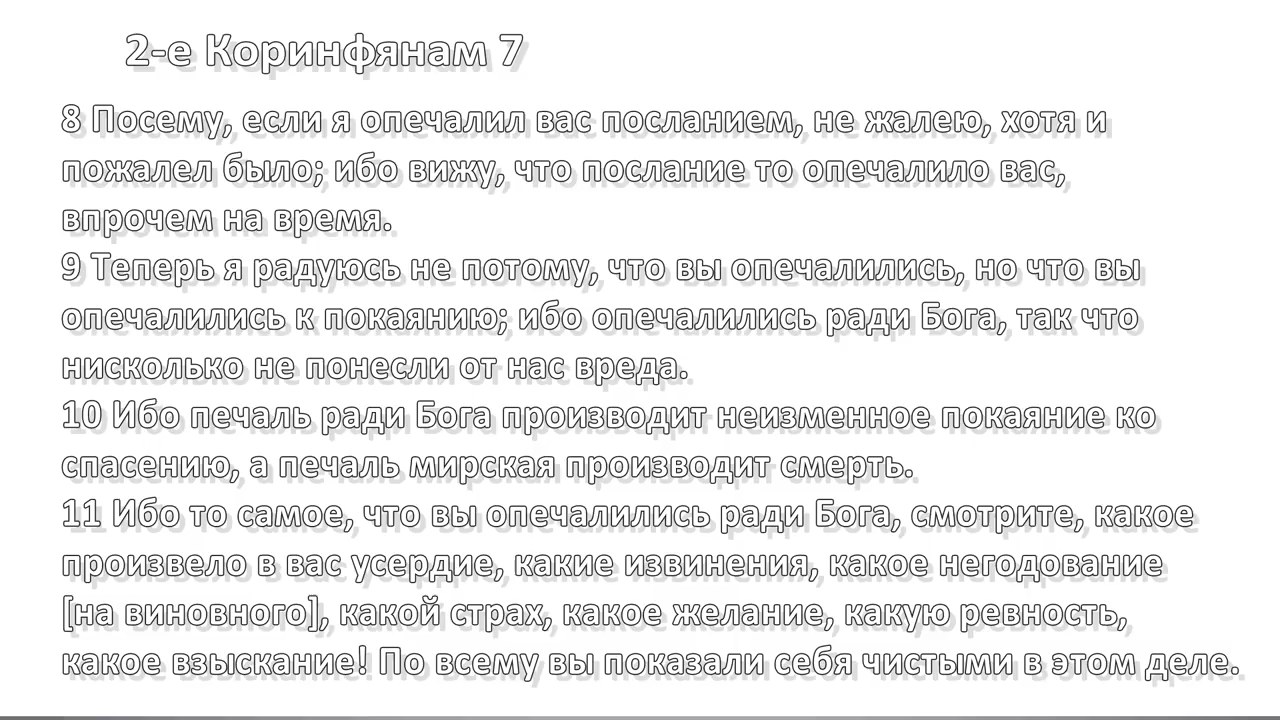 2-е Коринфянам 7
8 Посему, если я опечалил вас посланием, не жалею, хотя и
пожалел было; ибо вижу, что послание то опечалило вас,
впрочем на время.
9 Теперь я радуюсь не потому, что вы опечалились, но что вы
опечалились к покаянию; ибо опечалились ради Бога, так что
нисколько не понесли от нас вреда.
10 Ибо печаль ради Бога производит неизменное покаяние ко
спасению, а печаль мирская производит смерть.
11 Ибо то самое, что вы опечалились ради Бога, смотрите, какое
произвело в вас усердие, какие извинения, какое негодование
[на виновного], какой страх, какое желание, какую ревность,
какое взыскание! По всему вы показали себя чистыми в этом деле.